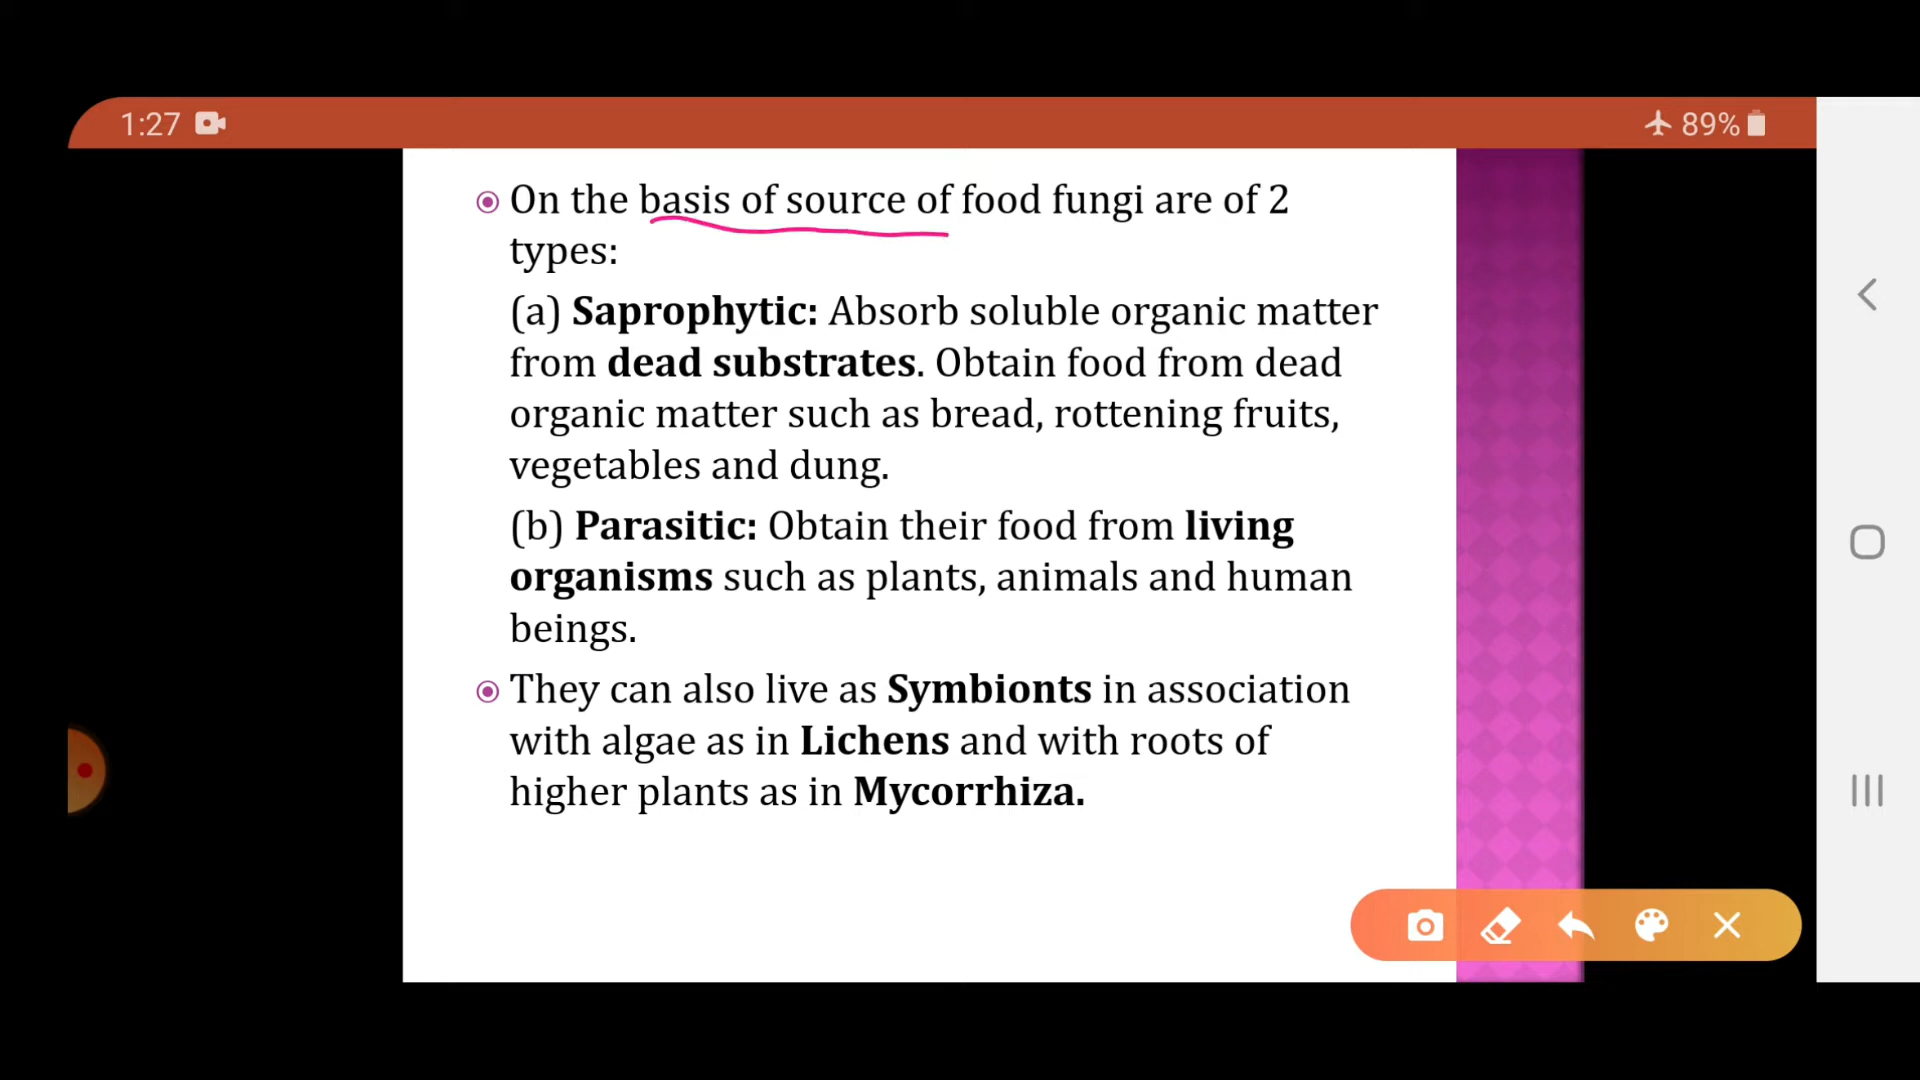 1:27
89%
On the basis of source of food fungi are of 2
types:
(a) Saprophytic: Absorb soluble organic matter
from dead substrates. Obtain food from dead
organic matter such as bread, rottening fruits,
vegetables and dung.
(b) Parasitic: Obtain their food from living
organisms such as plants, animals and human
beings.
They can also live as Symbionts in association
with algae as in Lichens and with roots of
higher plants as in Mycorrhiza.